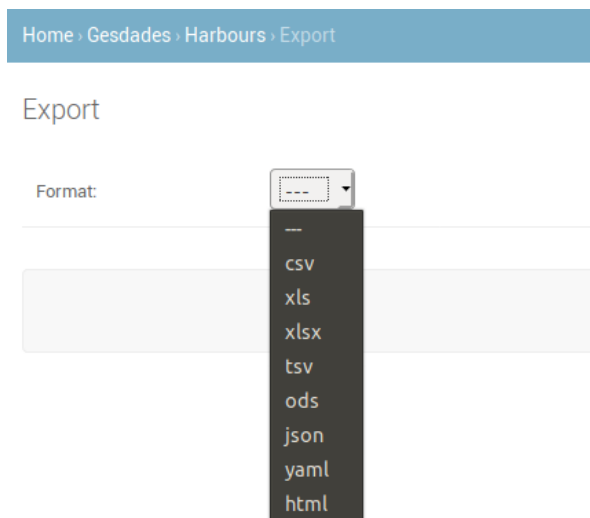 Home › Gesdades › Harbours › Export
Export
Format:
---
---
csv
xls
xlsx
tsv
ods
json
yaml
html